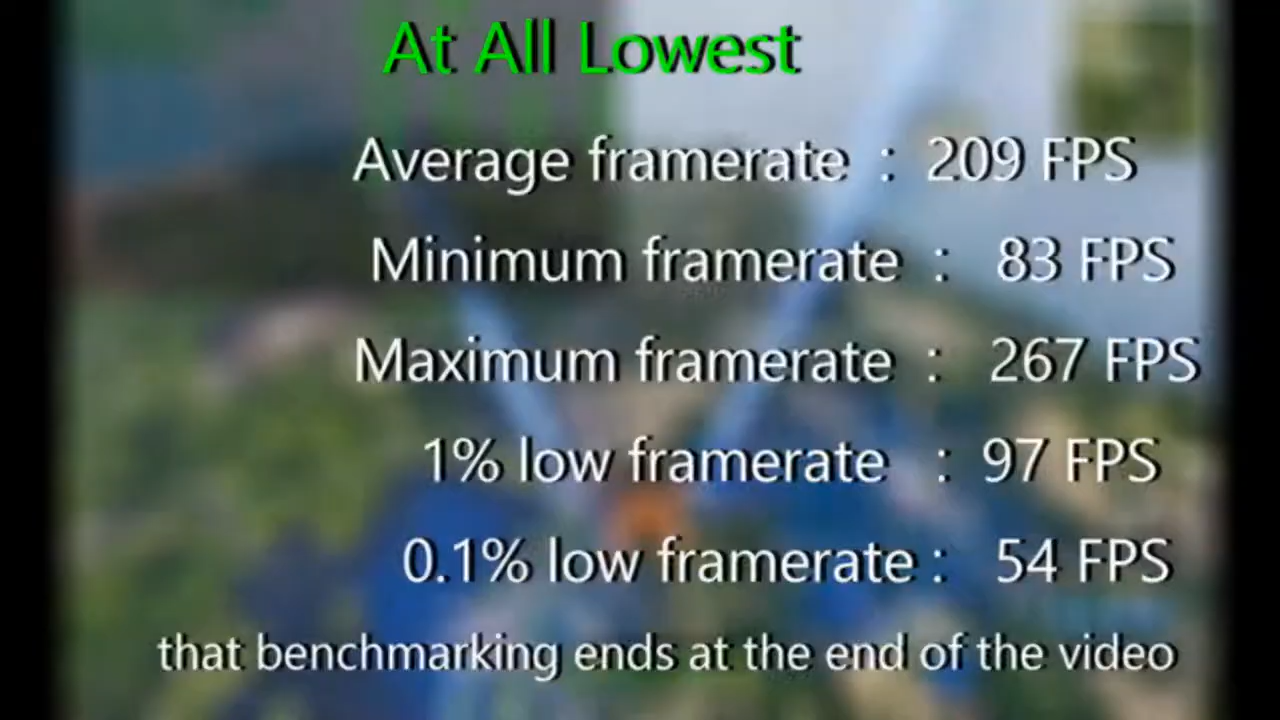 At All Lowest
Average framerate : 209 FPS
Minimum framerate : 83 FPS
Maximum framerate : 267 FPS
1% low framerate : 97 FPS
0.1% low framerate : 54 FPS
that benchmarking ends at the end of the video